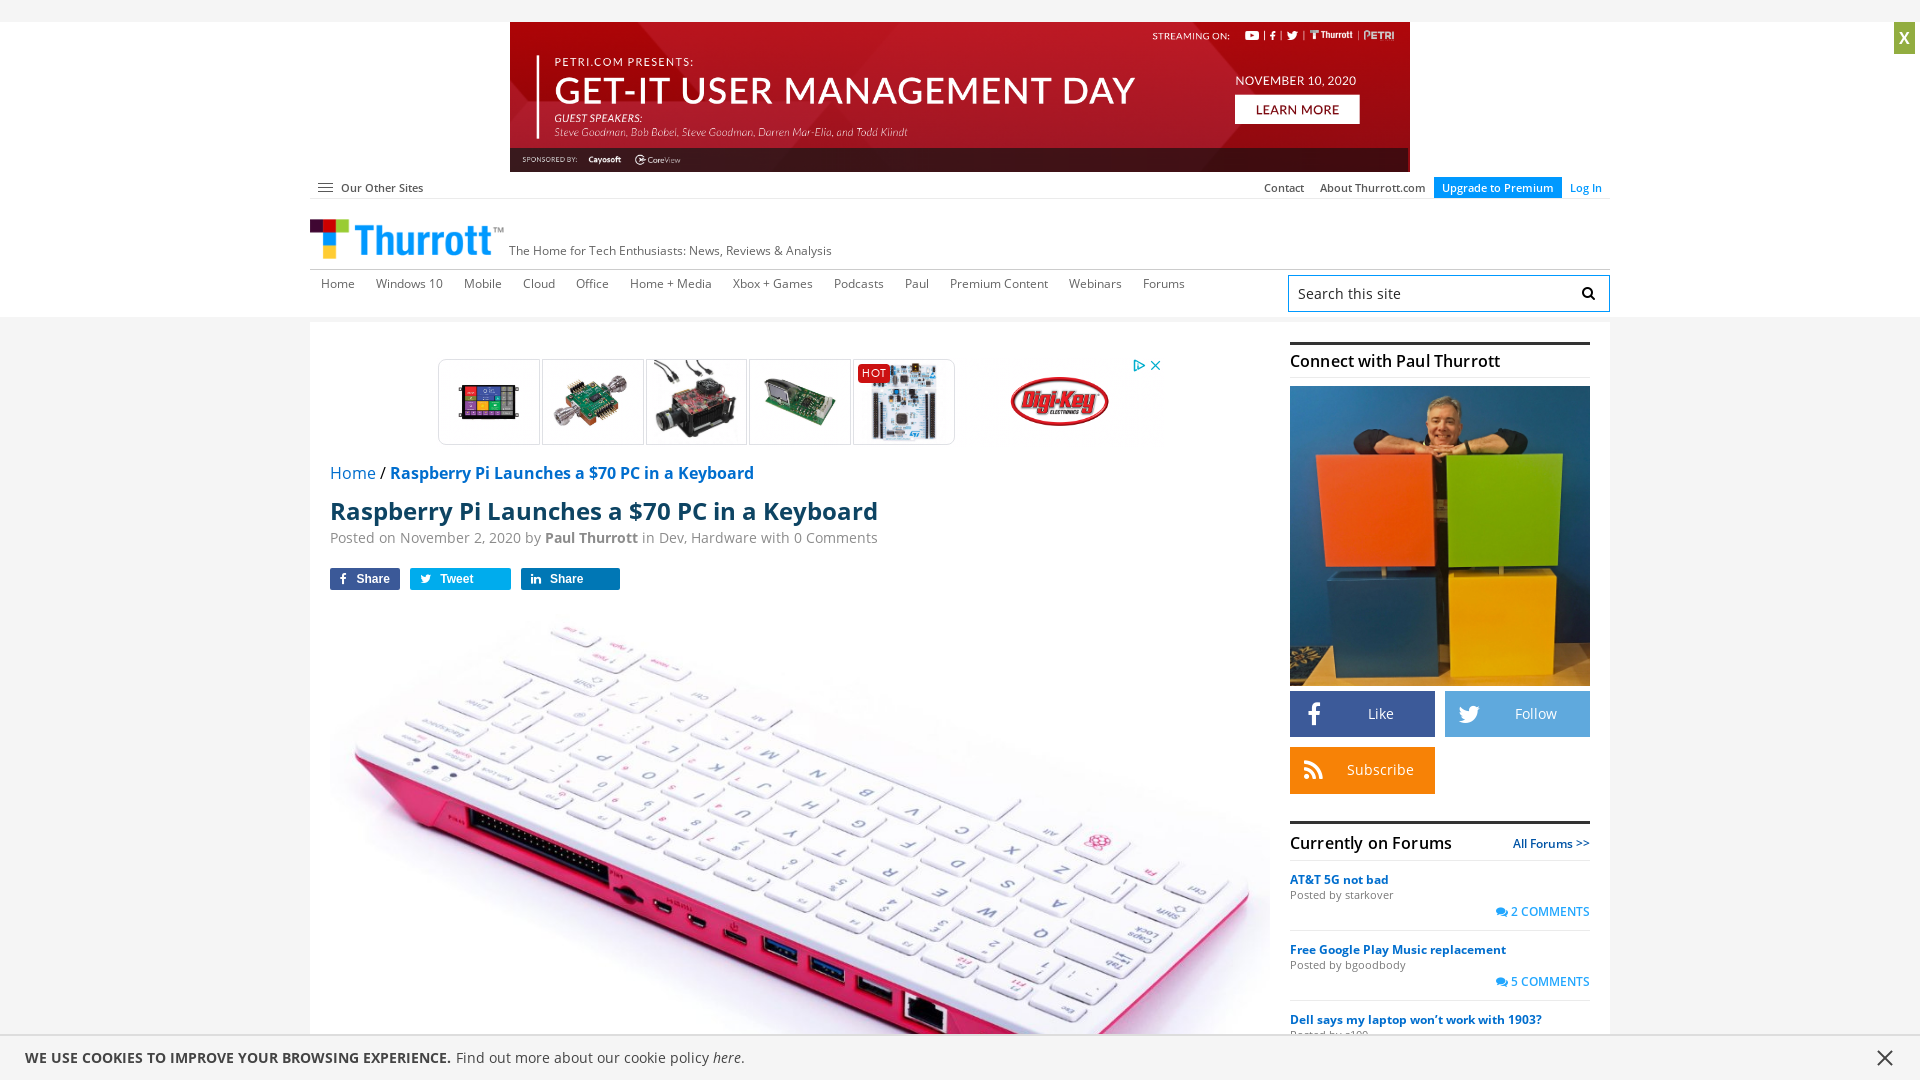 STREAMING ON:
Thurrott
PETRI
X
PETRI.COM PRESENTS:
GET-IT USER MANAGEMENT DAY
NOVEMBER 10, 2020
LEARN MORE
GUEST SPEAKERS:
Steve Goodman, Bob Bobel, Steve Goodman, Darren Mar-Elia, and Todd Klindt
SPONSORED BY:
Cayosoft
CoreView
Our Other Sites
Contact
About Thurrott.com
Upgrade to Premium
Log In
Thurrott™
The Home for Tech Enthusiasts: News, Reviews & Analysis
Home
Windows 10
Mobile
Cloud
Office
Home + Media
Xbox + Games
Podcasts
Paul
Premium Content
Webinars
Forums
Search this site
HOT
Digi-Key
ELECTRONICS
Home / Raspberry Pi Launches a $70 PC in a Keyboard
Raspberry Pi Launches a $70 PC in a Keyboard
Posted on November 2, 2020 by Paul Thurrott in Dev, Hardware with 0 Comments
Share
Tweet
Share
Connect with Paul Thurrott
Like
Follow
Subscribe
Currently on Forums
All Forums >>
AT&T 5G not bad
Posted by starkover
2 COMMENTS
Free Google Play Music replacement
Posted by bgoodbody
5 COMMENTS
Dell says my laptop won’t work with 1903?
WE USE COOKIES TO IMPROVE YOUR BROWSING EXPERIENCE. Find out more about our cookie policy here.